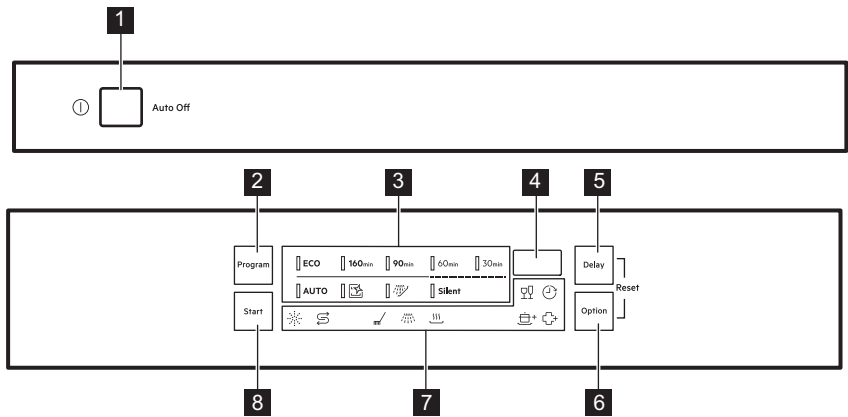 1
Auto Off
2
3
4
5
Program
ECO 160min 90min 60min 30min
Delay
Reset
AUTO Silent
Start
Option
8
7
6